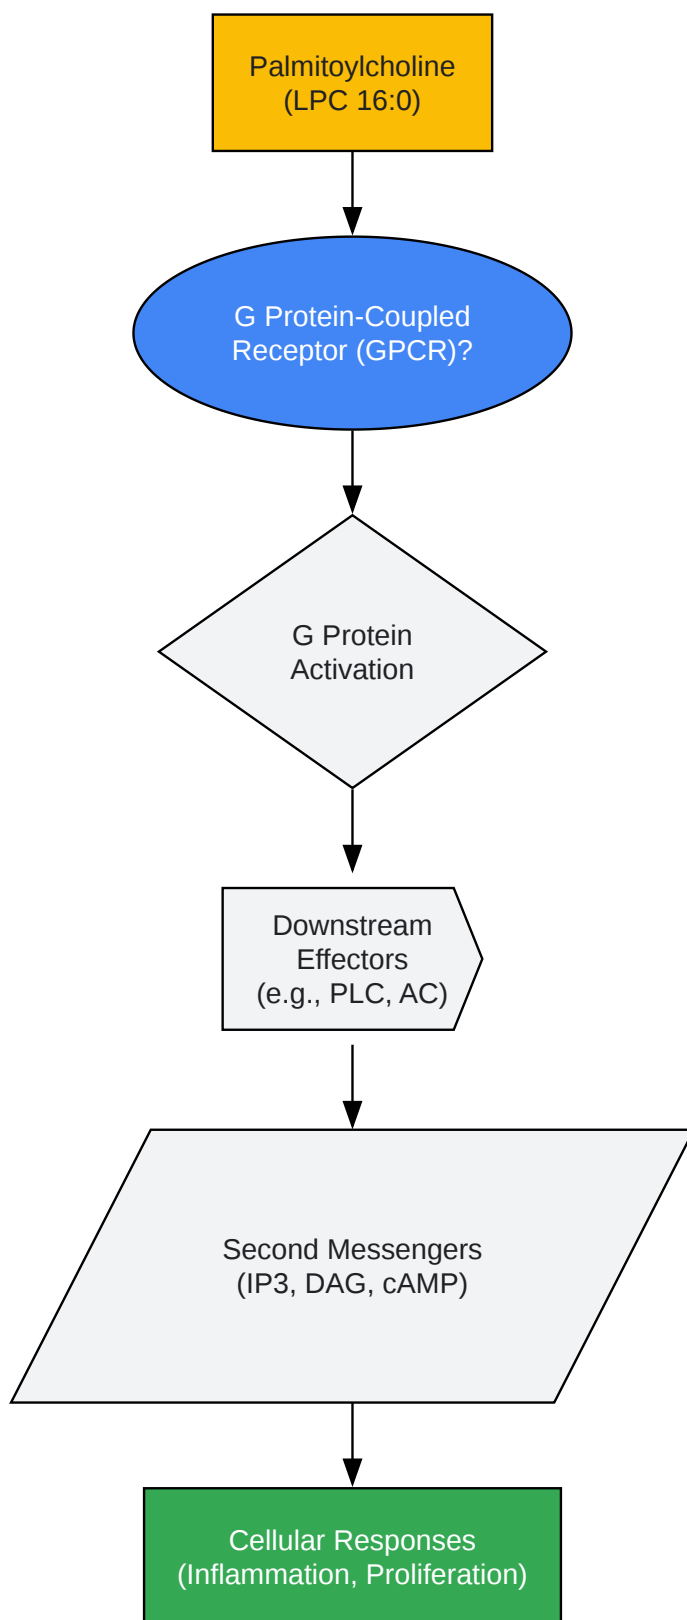 Palmitoylcholine
(LPC 16:0)
G Protein-Coupled
Receptor (GPCR)?
G Protein
Activation
Downstream
Effectors
(e.g., PLC, AC)
Second Messengers
(IP3, DAG, cAMP)
Cellular Responses
(Inflammation, Proliferation)